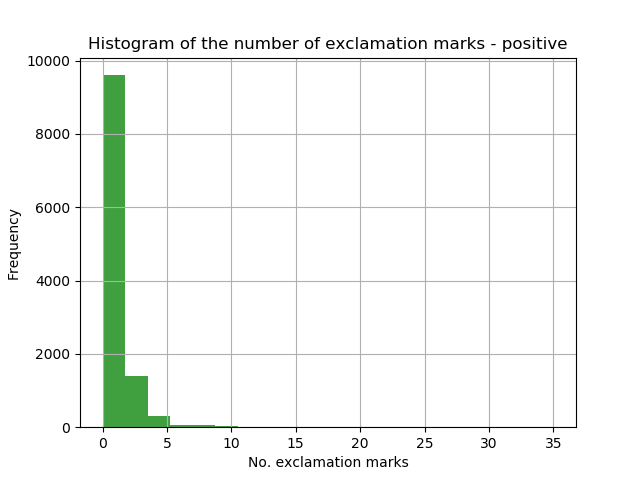 Histogram of the number of exclamation marks - positive
10000
8000
6000
4000
2000
0
Frequency
0 5 10 15 20 25 30 35
No. exclamation marks